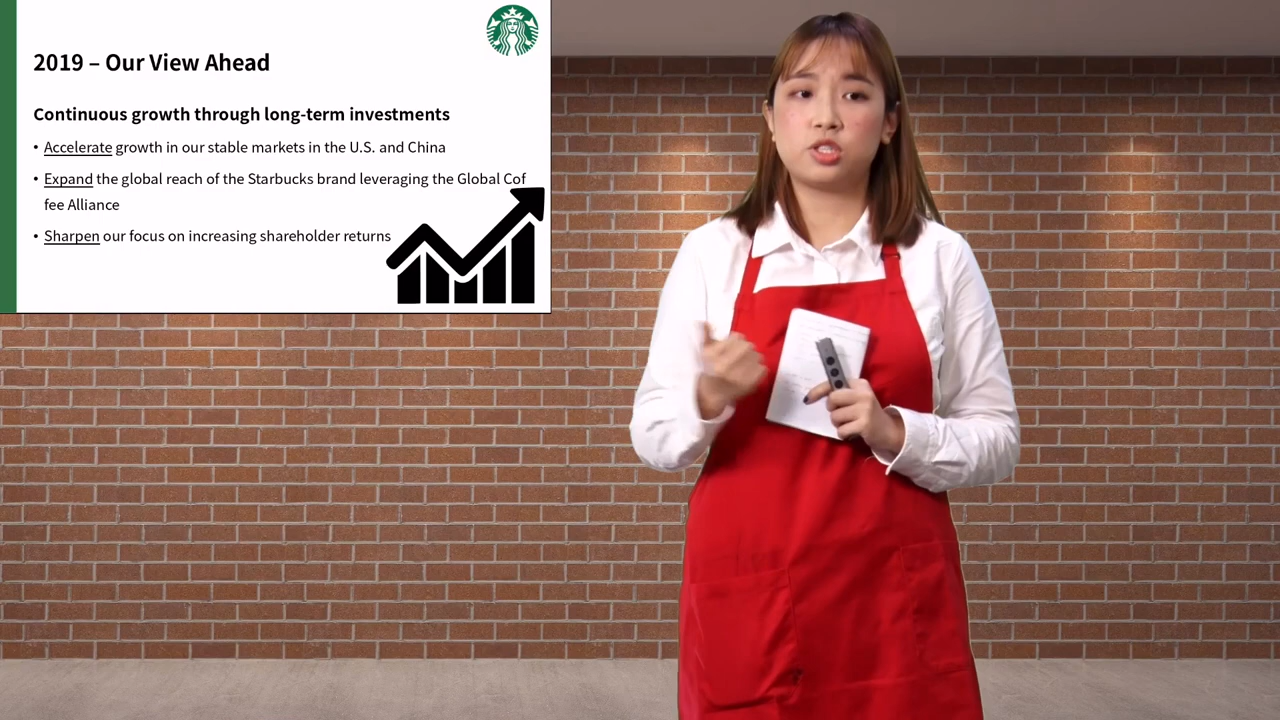 2019 – Our View Ahead
Continuous growth through long-term investments
• Accelerate growth in our stable markets in the U.S. and China
• Expand the global reach of the Starbucks brand leveraging the Global Cof
fee Alliance
• Sharpen our focus on increasing shareholder returns